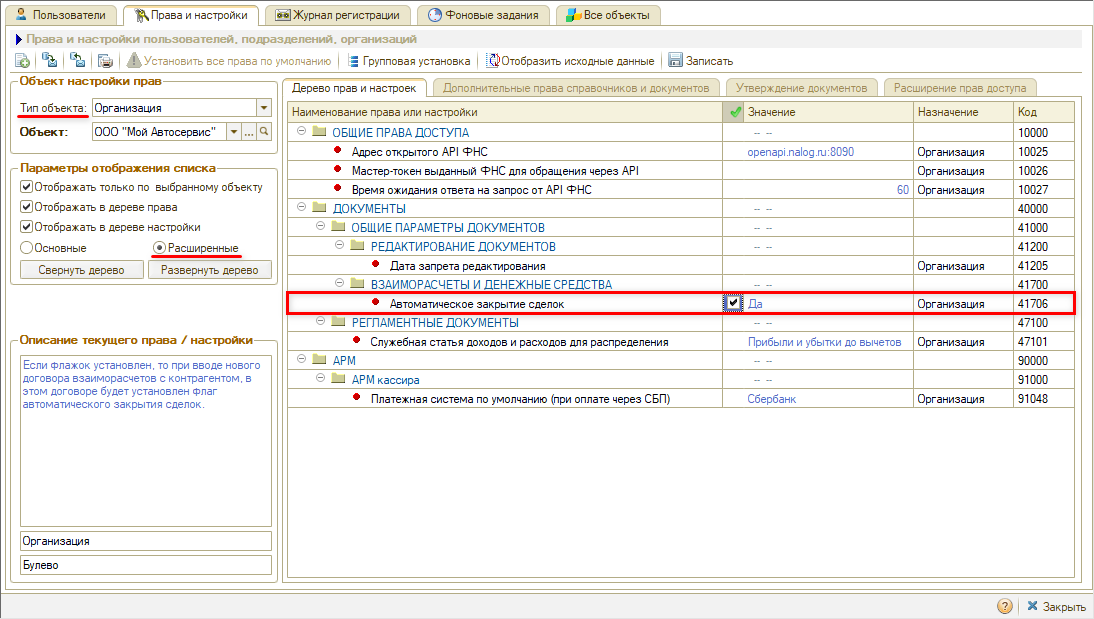 Пользователи Права и настройки Журнал регистрации Фоновые задания Все объекты
Права и настройки пользователей, подразделений, организаций
Установить все права по умолчанию Групповая установка Отобразить исходные данные Записать
Объект настройки прав
Тип объекта: Организация
Объект: ООО "Мой Автосервис" ...
Параметры отображения списка
Отображать только по выбранному объекту
Отображать в дереве права
Отображать в дереве настройки
Основные Расширенные
Свернуть дерево Развернуть дерево
Описание текущего права / настройки
Если флажок установлен, то при вводе нового
договора взаиморасчетов с контрагентом, в
этом договоре будет установлен флаг
автоматического закрытия сделок.
Организация
Булево
Дерево прав и настроек Дополнительные права справочников и документов Утверждение документов Расширение прав доступа
Наименование права или настройки Значение Назначение Код
ОБЩИЕ ПРАВА ДОСТУПА -- -- 10000
Адрес открытого API ФНС openapi.nalog.ru:8090 Организация 10025
Мастер-токен выданный ФНС для обращения через API Организация 10026
Время ожидания ответа на запрос от API ФНС 60 Организация 10027
ДОКУМЕНТЫ -- -- 40000
ОБЩИЕ ПАРАМЕТРЫ ДОКУМЕНТОВ -- -- 41000
РЕДАКТИРОВАНИЕ ДОКУМЕНТОВ -- -- 41200
Дата запрета редактирования Организация 41205
ВЗАИМОРАСЧЕТЫ И ДЕНЕЖНЫЕ СРЕДСТВА -- -- 41700
Автоматическое закрытие сделок Да Организация 41706
РЕГЛАМЕНТНЫЕ ДОКУМЕНТЫ -- -- 47100
Служебная статья доходов и расходов для распределения Прибыли и убытки до вычетов Организация 47101
АРМ -- -- 90000
АРМ кассира -- -- 91000
Платежная система по умолчанию (при оплате через СБП) Сбербанк Организация 91048
? Закрыть